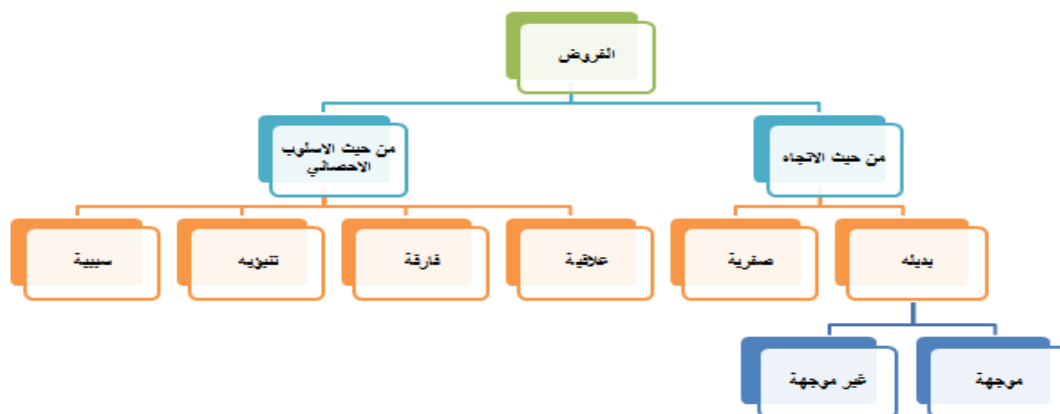 الفروض
من حيث الاتجاه
من حيث الاسلوب
الاحصائي
بديله
صفرية
علاقية
فارقة
تنبؤيه
سببية
موجهة
غير موجهة